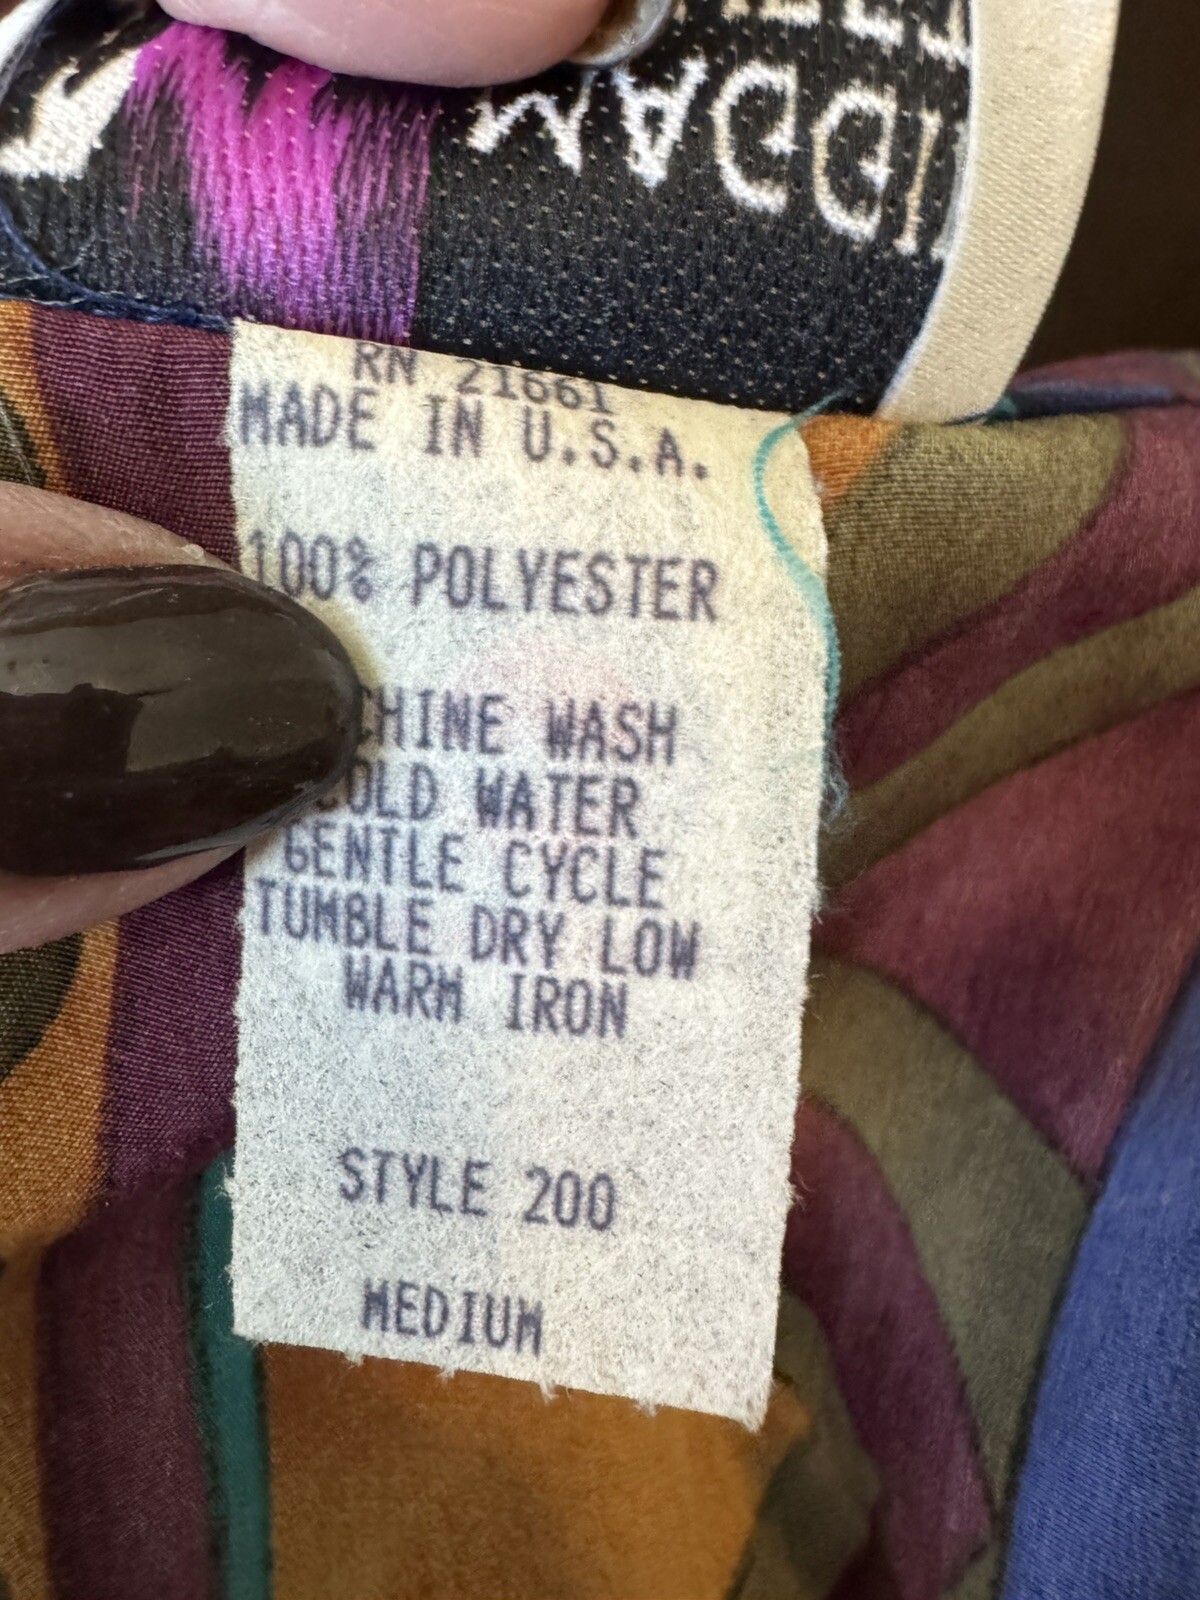 RN 21661
MADE IN U.S.A.
100% POLYESTER
CHINE WASH
COLD WATER
GENTLE CYCLE
TUMBLE DRY LOW
WARM IRON
STYLE 200
MEDIUM